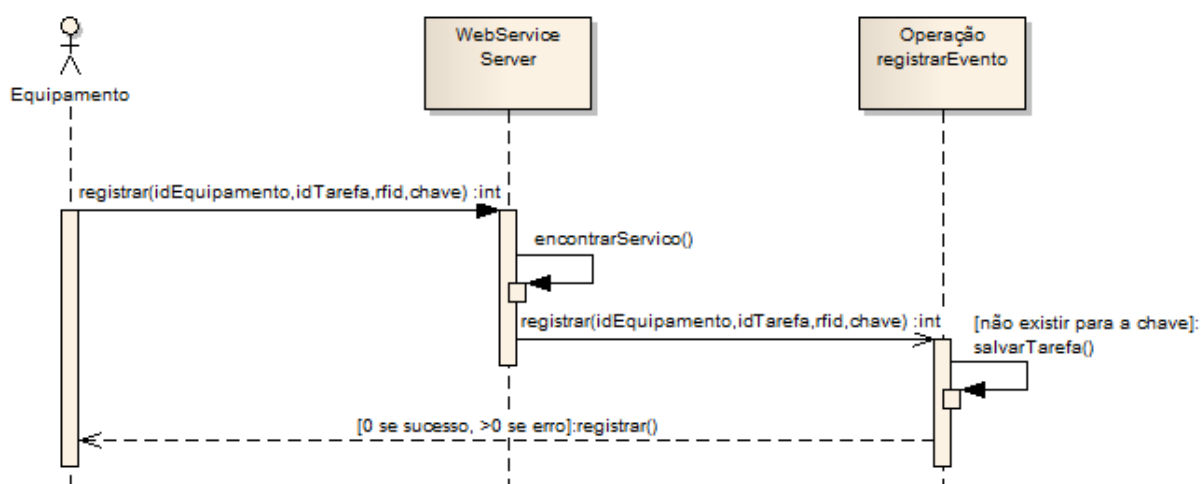 Equipamento
WebService
Server
Operação
registrarEvento
registrar(idEquipamento,idTarefa,rfid,chave) :int
encontrarServico()
registrar(idEquipamento,idTarefa,rfid,chave) :int
[não existir para a chave]:
salvarTarefa()
[0 se sucesso, >0 se erro]:registrar()